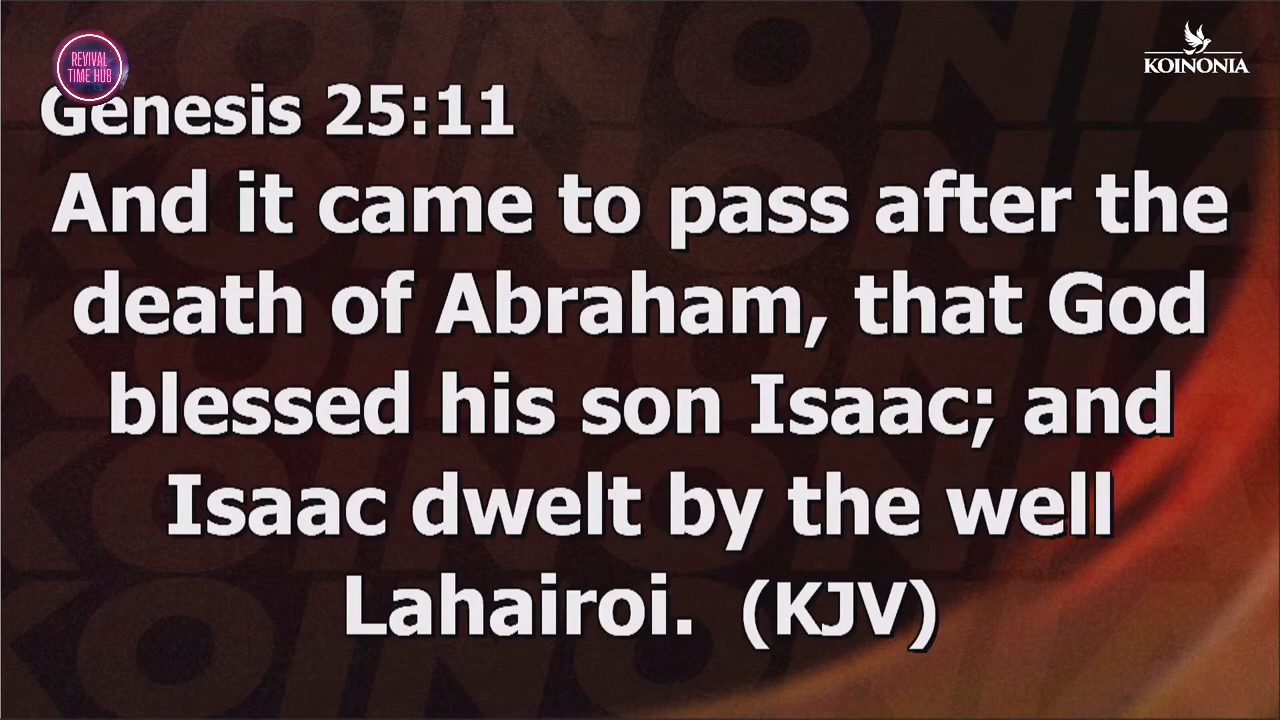 REVIVAL
TIME HUB
KOINONIA
Genesis 25:11
And it came to pass after the
death of Abraham, that God
blessed his son Isaac; and
Isaac dwelt by the well
Lahairoi. (KJV)